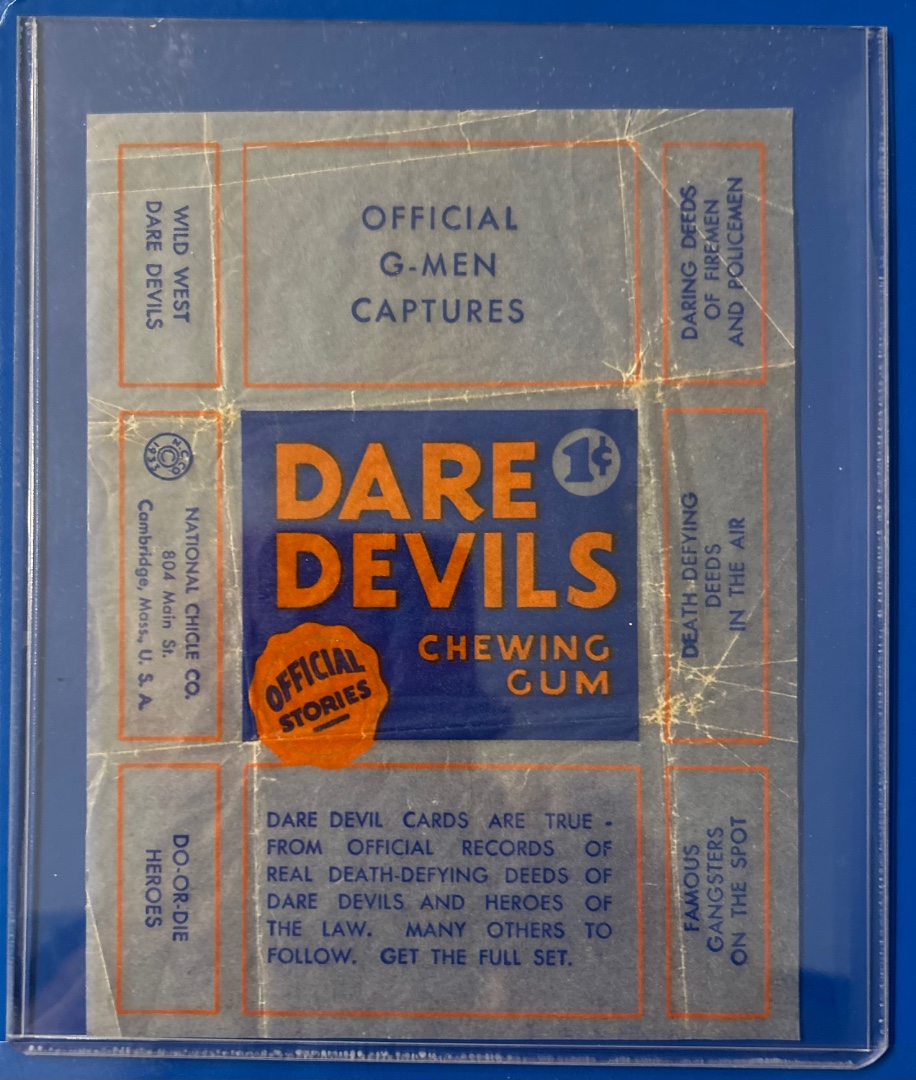 WILD WEST
DARE DEVILS
OFFICIAL
G-MEN
CAPTURES
DARING DEEDS
OF FIREMEN
AND POLICEMEN
N.C.CO.
©
1933
NATIONAL CHICLE CO.
804 Main St.
Cambridge, Mass., U. S. A.
DARE 1¢
DEVILS
CHEWING
GUM
OFFICIAL
STORIES
DEATH DEFYING
DEEDS
IN THE AIR
DO-OR-DIE
HEROES
DARE DEVIL CARDS ARE TRUE -
FROM OFFICIAL RECORDS OF
REAL DEATH-DEFYING DEEDS OF
DARE DEVILS AND HEROES OF
THE LAW. MANY OTHERS TO
FOLLOW. GET THE FULL SET.
FAMOUS
GANGSTERS
ON THE SPOT